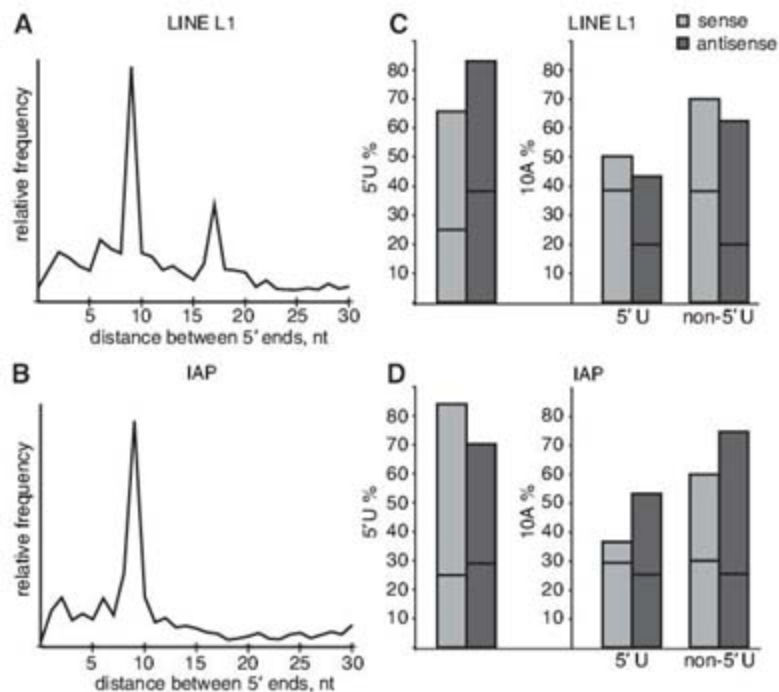 A
LINE L1
relative frequency
5 10 15 20 25 30
distance between 5′ ends, nt
B
IAP
relative frequency
5 10 15 20 25 30
distance between 5′ ends, nt
C
LINE L1
sense
antisense
5′U %
80
70
60
50
40
30
20
10
10A %
80
70
60
50
40
30
20
10
5′U non-5′U
D
IAP
5′U %
80
70
60
50
40
30
20
10
10A %
80
70
60
50
40
30
20
10
5′U non-5′U